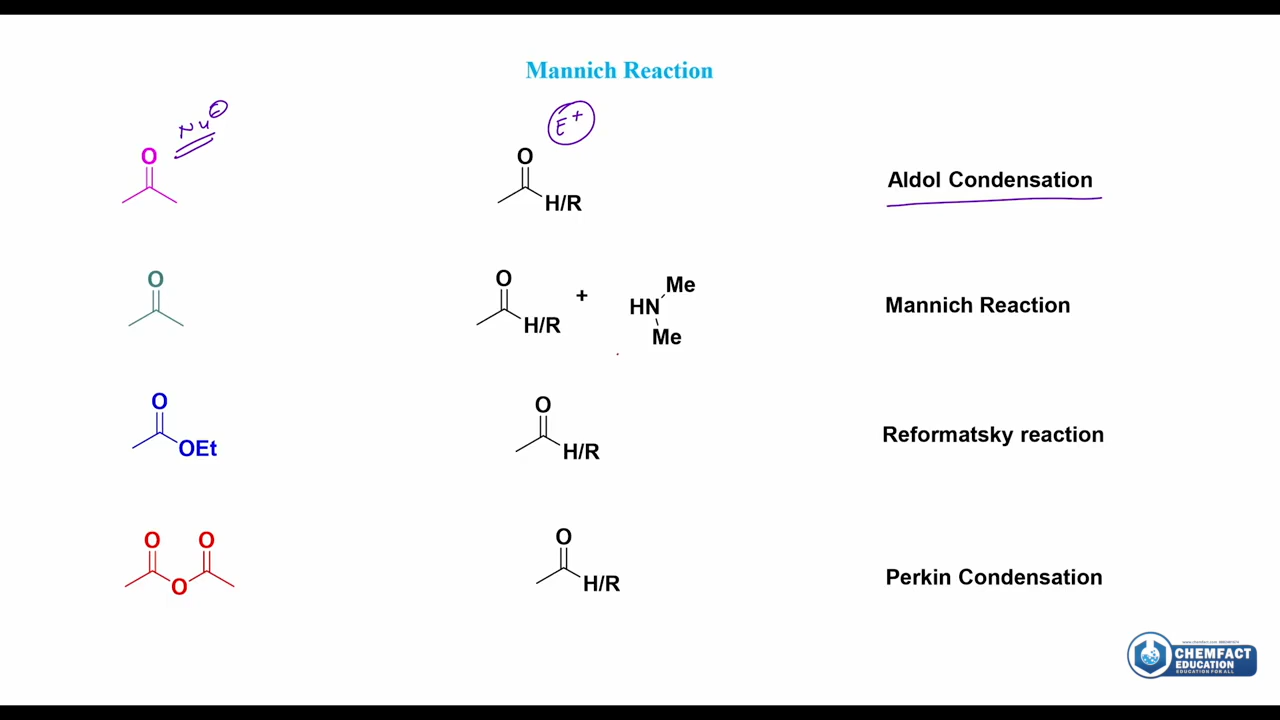 Mannich Reaction
Nu⊖
E+
O
O
H/R
Aldol Condensation
O
O
H/R
+
Me
HN
Me
Mannich Reaction
O
OEt
O
H/R
Reformatsky reaction
O O
O
O
H/R
Perkin Condensation
CHEMFACT
EDUCATION
EDUCATION FOR ALL